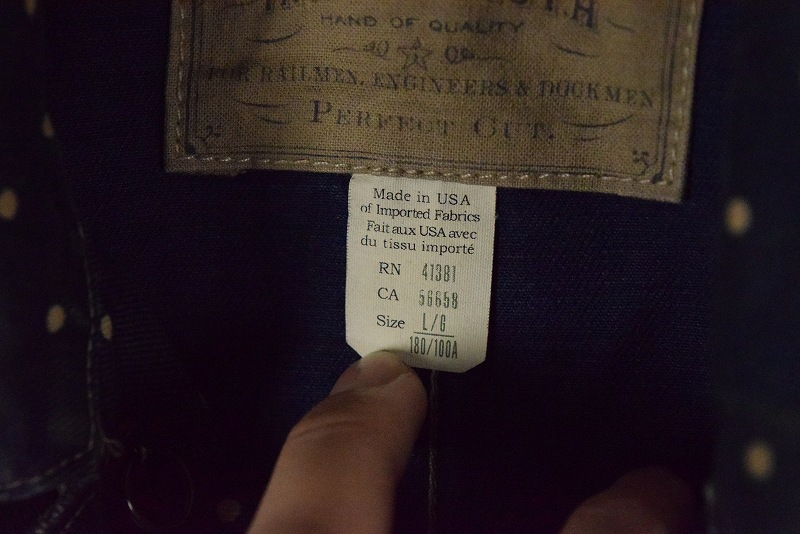 HAND OF QUALITY
FOR RAILMEN, ENGINEERS & DOCKMEN
PERFECT CUT.
Made in USA
of Imported Fabrics
Fait aux USA avec
du tissu importé
RN 41381
CA 56658
Size L/G
180/100A